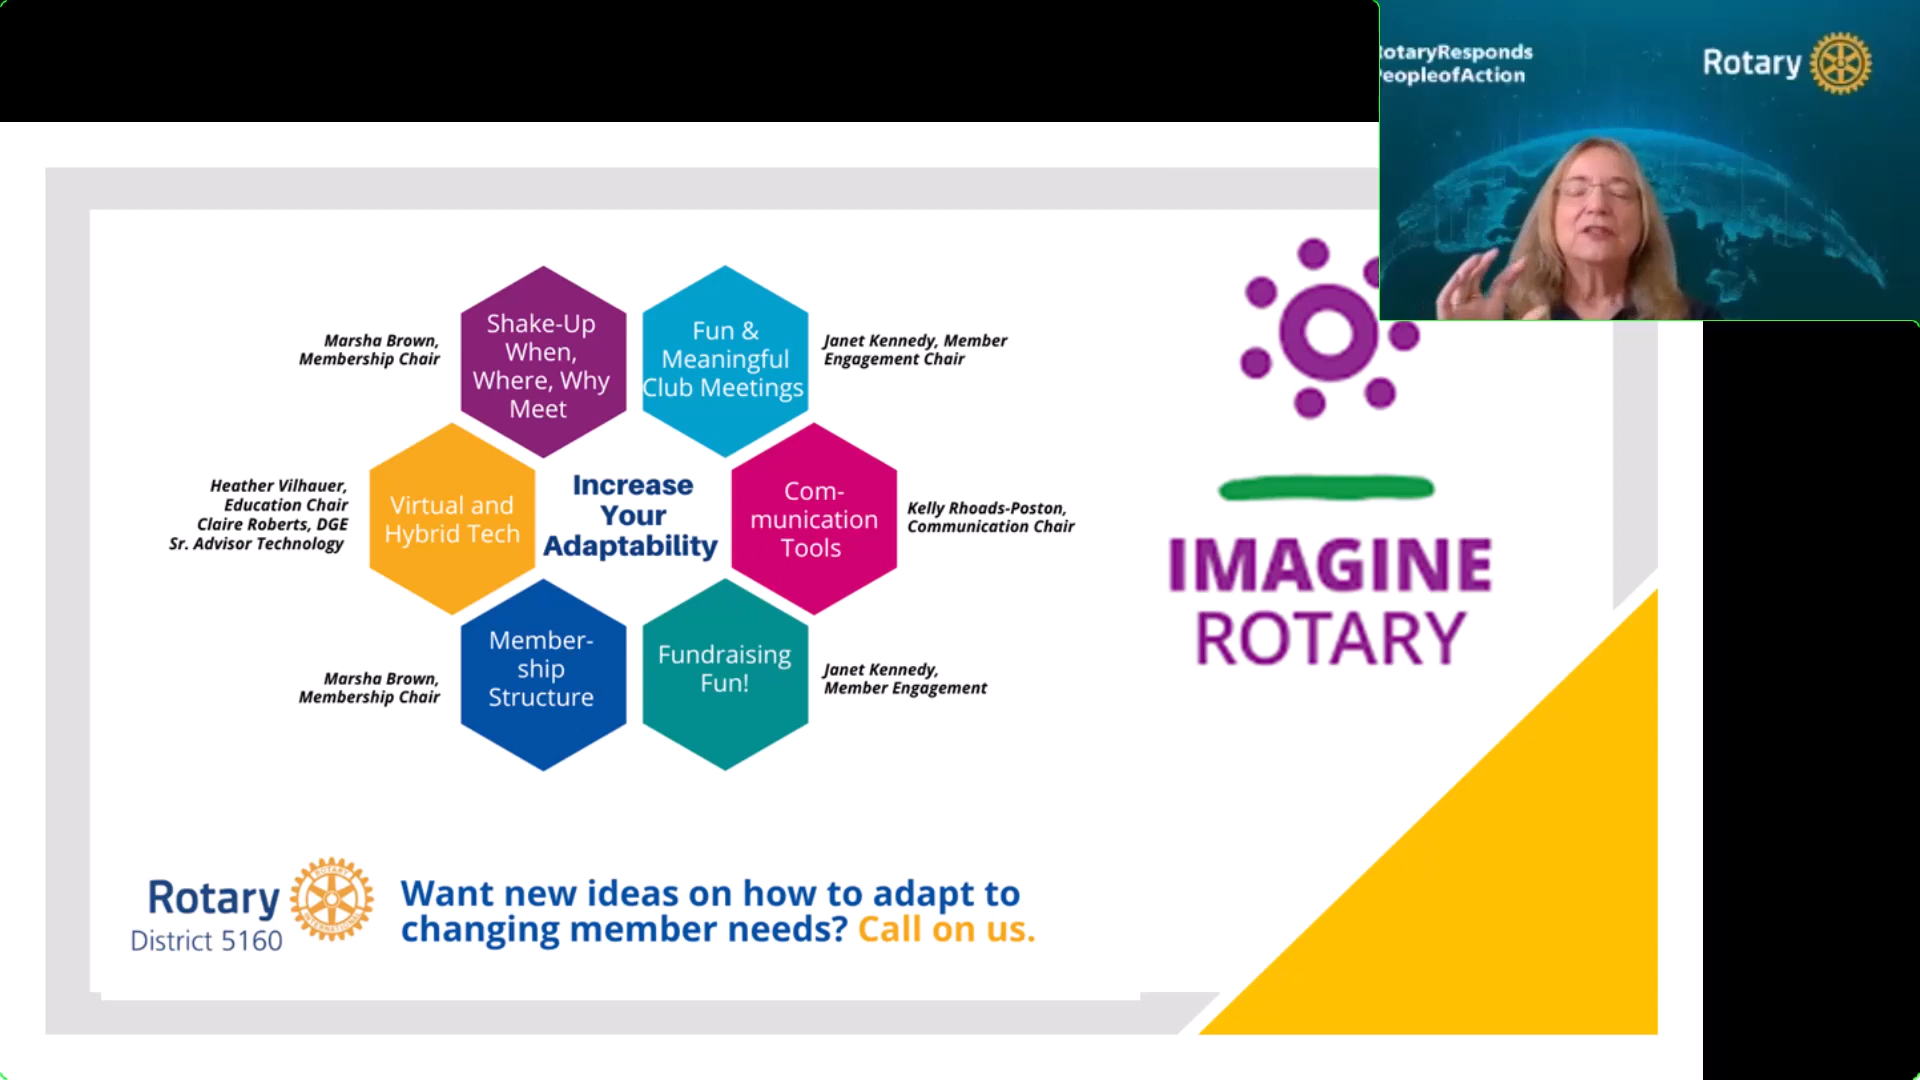 otaryResponds
eopleofAction
Rotary
Shake-Up
When,
Where, Why
Meet
Fun &
Meaningful
Club Meetings
Marsha Brown,
Membership Chair
Janet Kennedy, Member
Engagement Chair
Heather Vilhauer,
Education Chair
Claire Roberts, DGE
Sr. Advisor Technology
Virtual and
Hybrid Tech
Increase
Your
Adaptability
Com-
munication
Tools
Kelly Rhoads-Poston,
Communication Chair
Marsha Brown,
Membership Chair
Member-
ship
Structure
Fundraising
Fun!
Janet Kennedy,
Member Engagement
IMAGINE
ROTARY
Rotary
District 5160
ROTARY
INTERNATIONAL
Want new ideas on how to adapt to
changing member needs? Call on us.